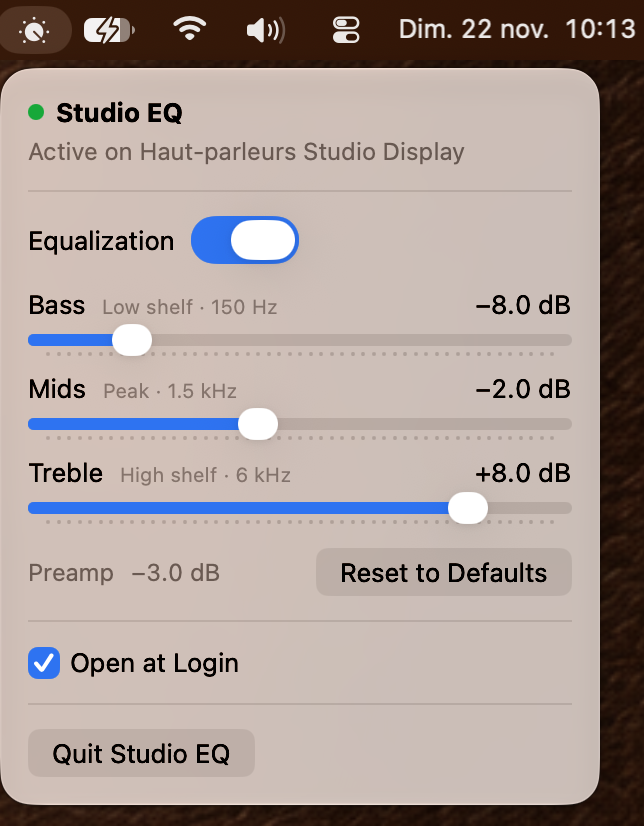 Dim. 22 nov. 10:13
Studio EQ
Active on Haut-parleurs Studio Display
Equalization
Bass Low shelf · 150 Hz −8.0 dB
Mids Peak · 1.5 kHz −2.0 dB
Treble High shelf · 6 kHz +8.0 dB
Preamp −3.0 dB Reset to Defaults
Open at Login
Quit Studio EQ